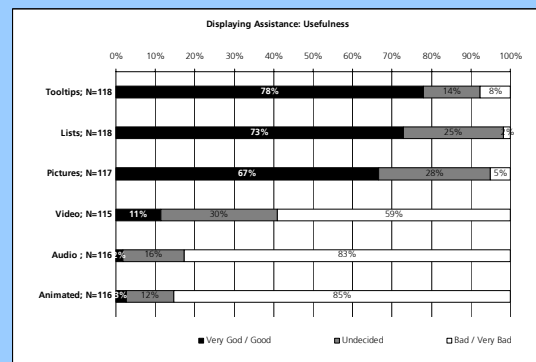 Displaying Assistance: Usefulness
0% 10% 20% 30% 40% 50% 60% 70% 80% 90% 100%
Tooltips; N=118 78% 14% 8%
Lists; N=118 73% 25% 2%
Pictures; N=117 67% 28% 5%
Video; N=115 11% 30% 59%
Audio ; N=116 2% 16% 83%
Animated; N=116 3% 12% 85%
Very God / Good Undecided Bad / Very Bad